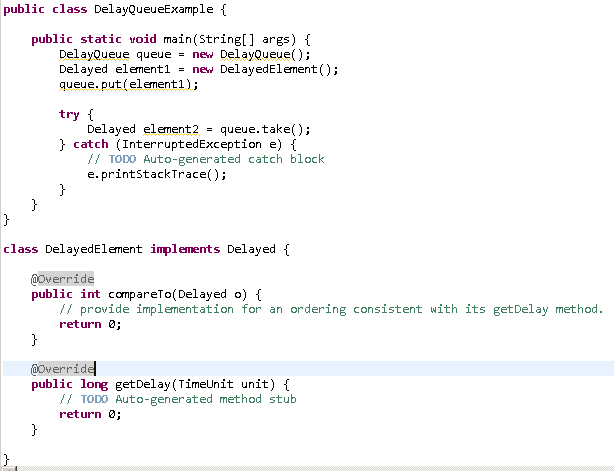 public class DelayQueueExample {
public static void main(String[] args) {
DelayQueue queue = new DelayQueue();
Delayed element1 = new DelayedElement();
queue.put(element1);
try {
Delayed element2 = queue.take();
} catch (InterruptedException e) {
// TODO Auto-generated catch block
e.printStackTrace();
}
}
}
class DelayedElement implements Delayed {
@Override
public int compareTo(Delayed o) {
// provide implementation for an ordering consistent with its getDelay method.
return 0;
}
@Override
public long getDelay(TimeUnit unit) {
// TODO Auto-generated method stub
return 0;
}
}